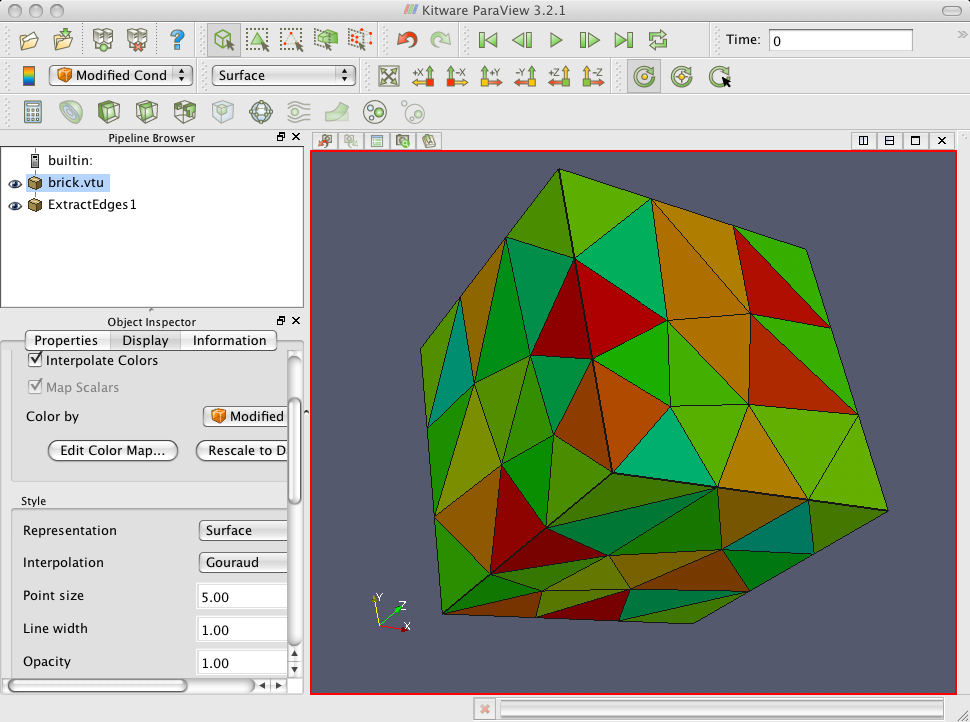 Kitware ParaView 3.2.1
?
Time: 0
Modified Cond
Surface
+X -X +Y -Y +Z -Z
Pipeline Browser
builtin:
brick.vtu
ExtractEdges1
Object Inspector
Properties Display Information
Interpolate Colors
Map Scalars
Color by Modified
Edit Color Map... Rescale to D
Style
Representation Surface
Interpolation Gouraud
Point size 5.00
Line width 1.00
Opacity 1.00
Y
Z
X